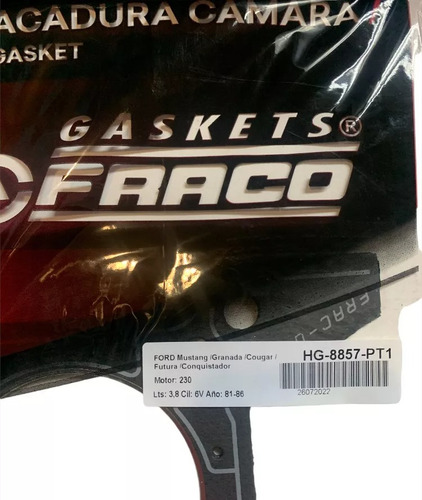 ACADURA CAMARA
GASKET
GASKETS®
FRACO
FRAC-
FORD Mustang /Granada /Cougar /
Futura /Conquistador
Motor: 230
Lts: 3,8 Cil: 6V Año: 81-86
HG-8857-PT1
26072022